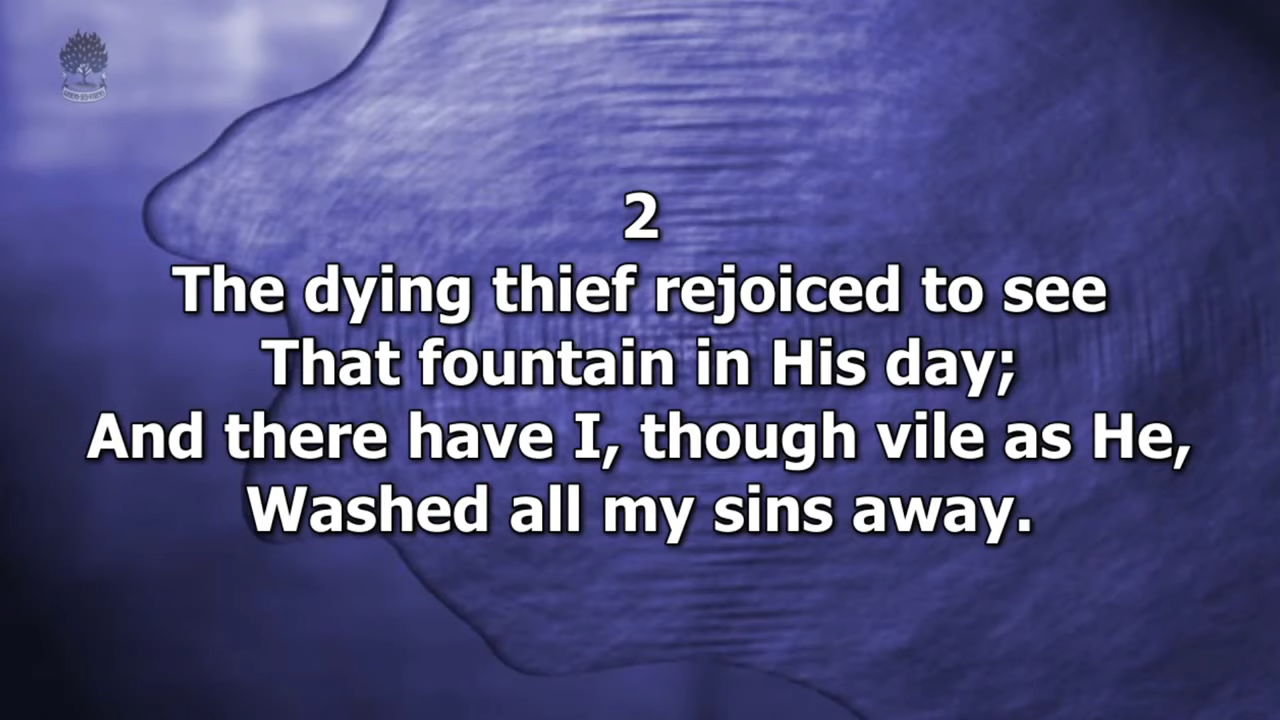 2
The dying thief rejoiced to see
That fountain in His day;
And there have I, though vile as He,
Washed all my sins away.